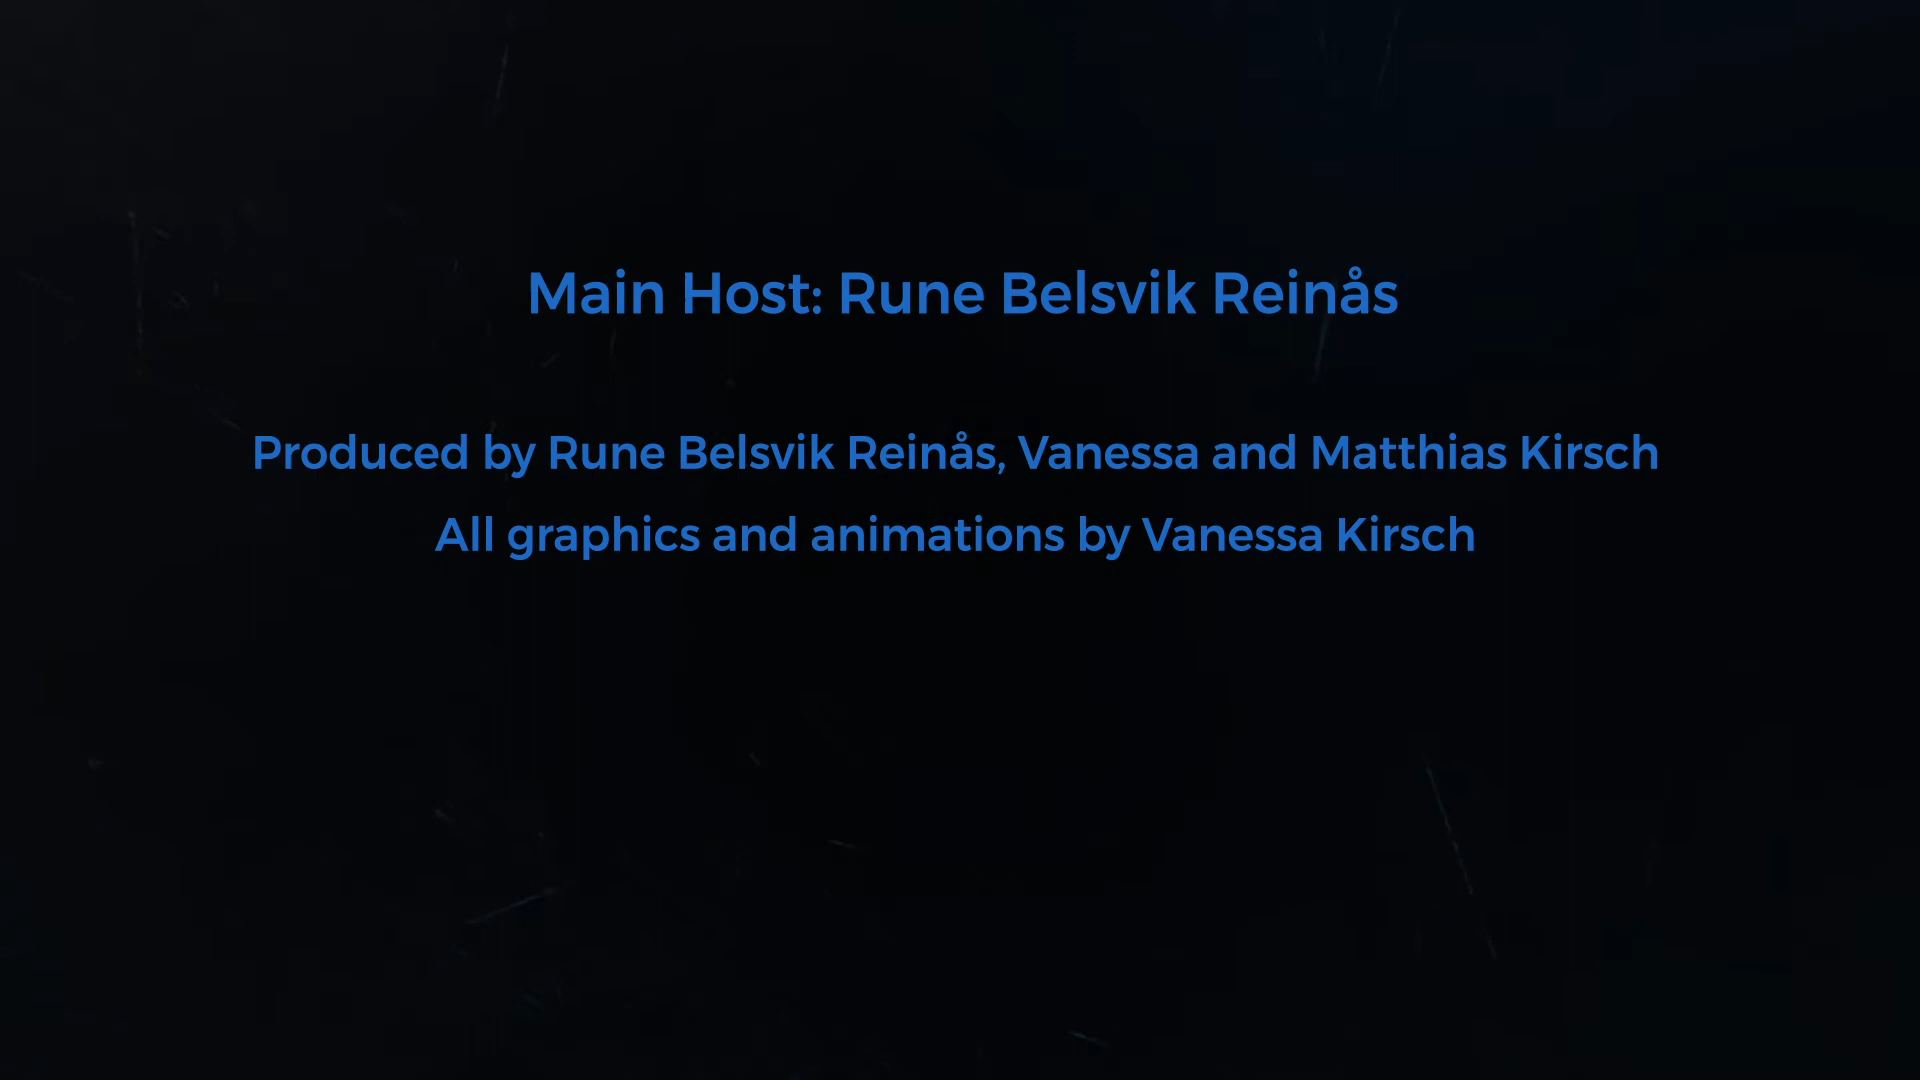 Main Host: Rune Belsvik Reinås
Produced by Rune Belsvik Reinås, Vanessa and Matthias Kirsch
All graphics and animations by Vanessa Kirsch